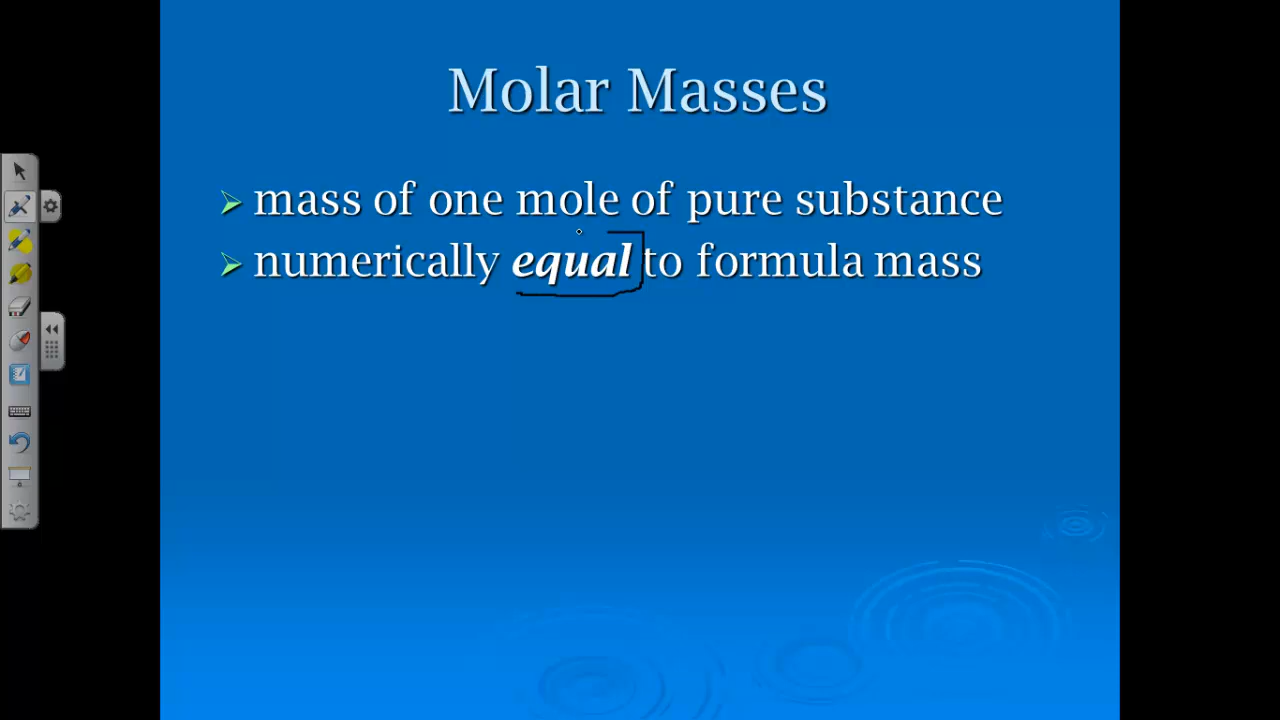 Molar Masses
mass of one mole of pure substance
numerically equal to formula mass